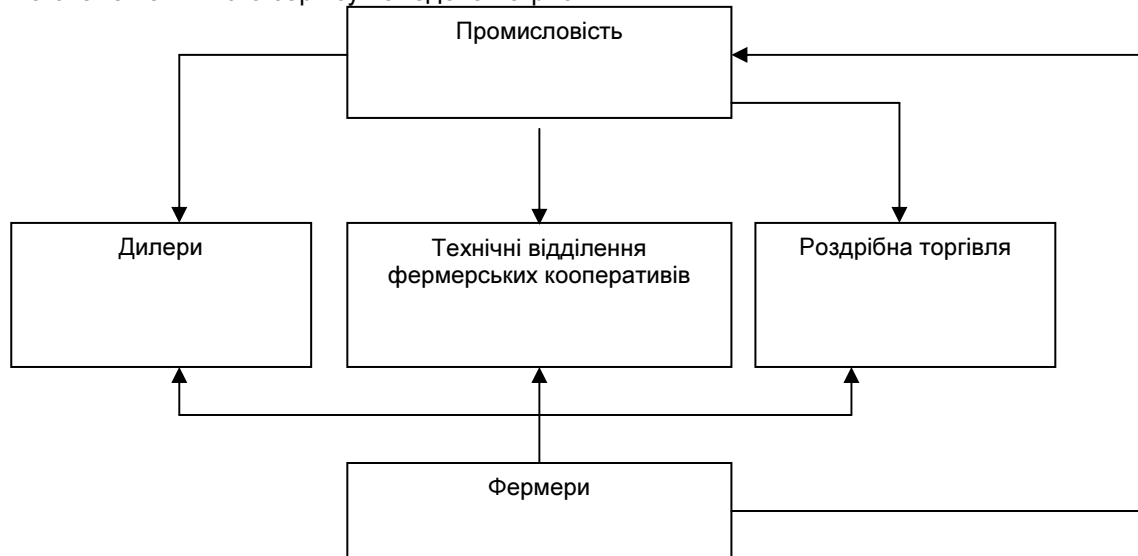 Промисловість
Дилери
Технічні відділення
фермерських кооперативів
Роздрібна торгівля
Фермери